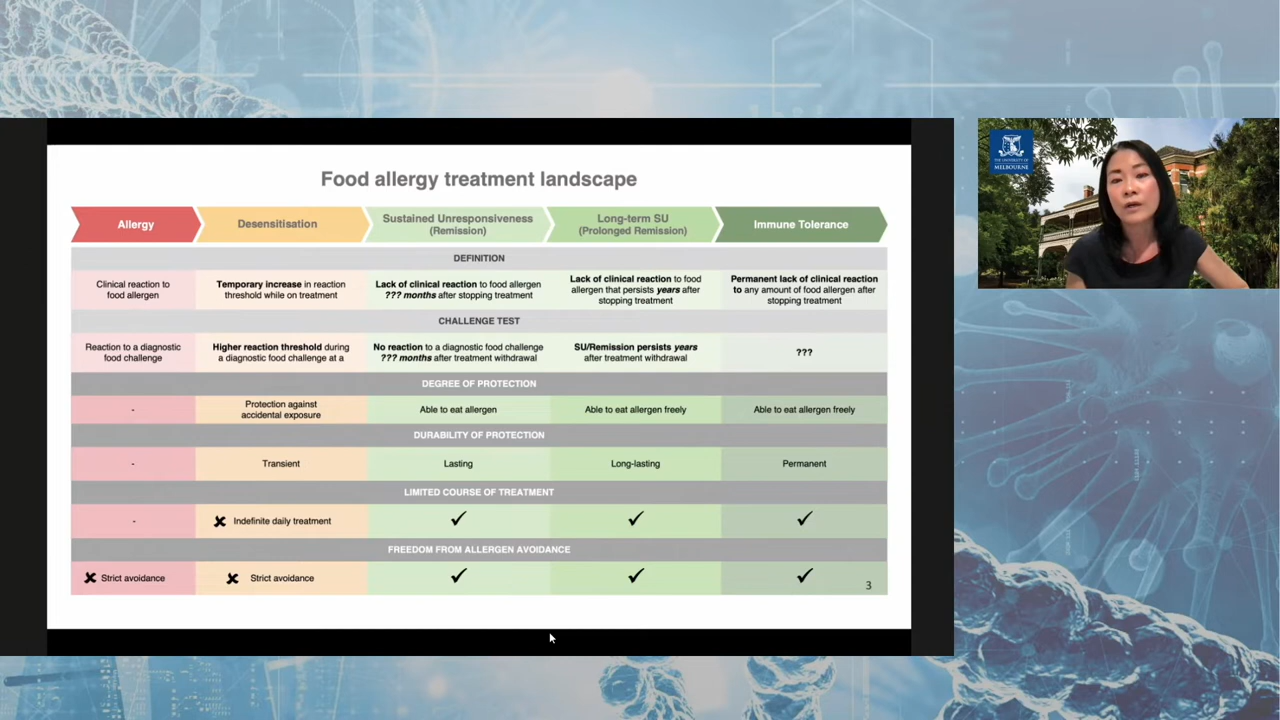 Food allergy treatment landscape
Allergy
Desensitisation
Sustained Unresponsiveness
(Remission)
Long-term SU
(Prolonged Remission)
Immune Tolerance
DEFINITION
Clinical reaction to
food allergen
Temporary increase in reaction
threshold while on treatment
Lack of clinical reaction to food allergen
??? months after stopping treatment
Lack of clinical reaction to food
allergen that persists years after
stopping treatment
Permanent lack of clinical reaction
to any amount of food allergen after
stopping treatment
CHALLENGE TEST
Reaction to a diagnostic
food challenge
Higher reaction threshold during
a diagnostic food challenge at a
No reaction to a diagnostic food challenge
??? months after treatment withdrawal
SU/Remission persists years
after treatment withdrawal
???
DEGREE OF PROTECTION
-
Protection against
accidental exposure
Able to eat allergen
Able to eat allergen freely
Able to eat allergen freely
DURABILITY OF PROTECTION
-
Transient
Lasting
Long-lasting
Permanent
LIMITED COURSE OF TREATMENT
-
✘ Indefinite daily treatment
✓
✓
✓
FREEDOM FROM ALLERGEN AVOIDANCE
✘ Strict avoidance
✘ Strict avoidance
✓
✓
✓
3
THE UNIVERSITY OF
MELBOURNE